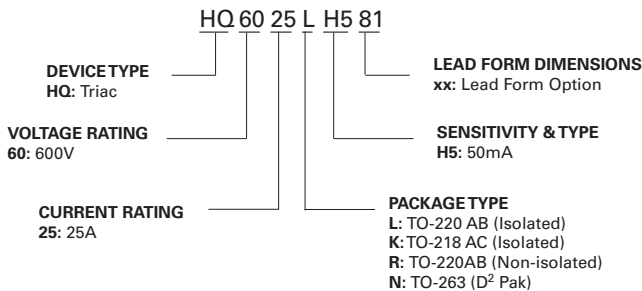 HQ 60 25 L H5 81
DEVICE TYPE
HQ: Triac
VOLTAGE RATING
60: 600V
CURRENT RATING
25: 25A
LEAD FORM DIMENSIONS
xx: Lead Form Option
SENSITIVITY & TYPE
H5: 50mA
PACKAGE TYPE
L: TO-220 AB (Isolated)
K: TO-218 AC (Isolated)
R: TO-220AB (Non-isolated)
N: TO-263 (D² Pak)